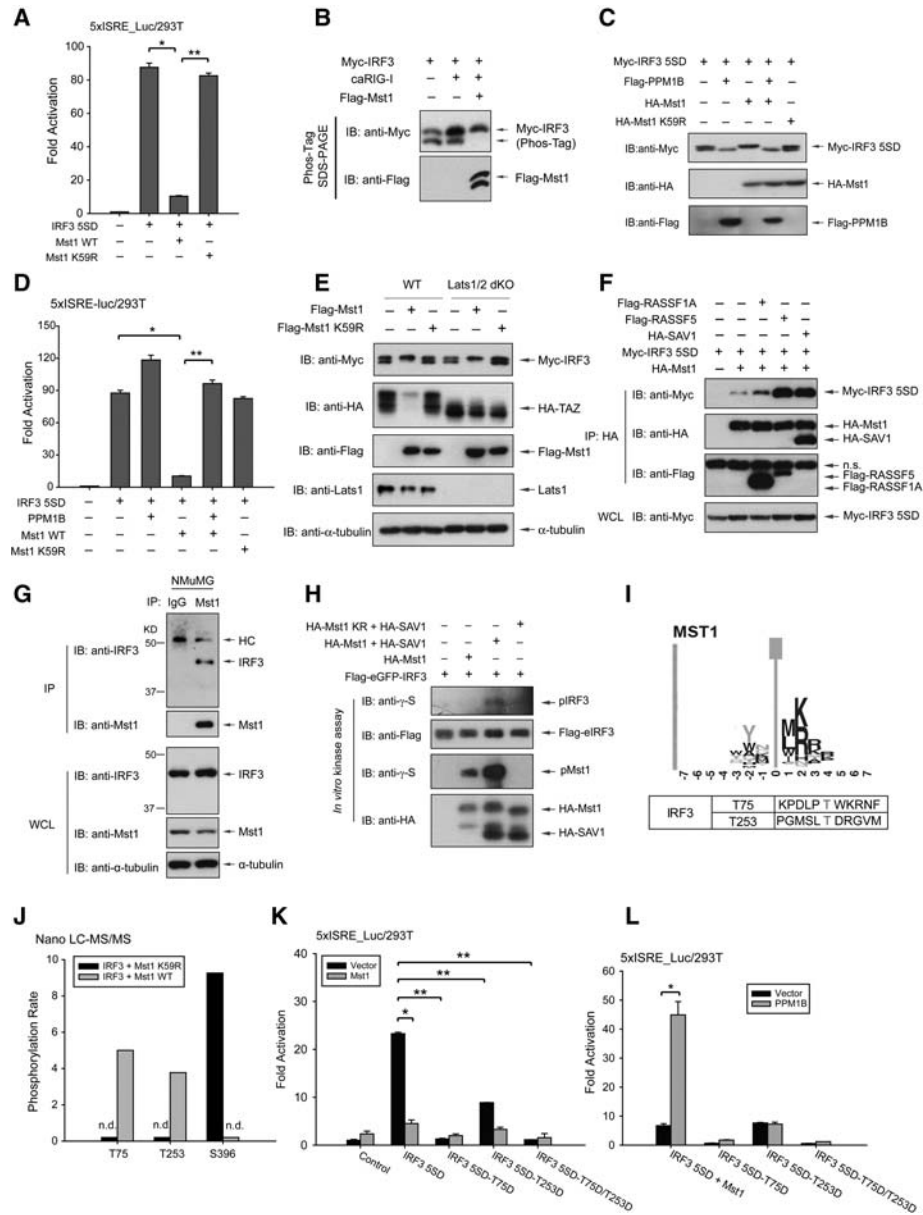 A
5xISRE_Luc/293T
Fold Activation
100
80
60
40
20
0
*
**
IRF3 5SD – + + +
Mst1 WT – – + –
Mst1 K59R – – – +
B
Myc-IRF3 + + +
caRIG-I – + +
Flag-Mst1 – – +
Phos-Tag
SDS-PAGE
IB: anti-Myc
Myc-IRF3
(Phos-Tag)
IB: anti-Flag
Flag-Mst1
C
Myc-IRF3 5SD + + + + +
Flag-PPM1B – + – + –
HA-Mst1 – – + + –
HA-Mst1 K59R – – – – +
IB:anti-Myc
Myc-IRF3 5SD
IB:anti-HA
HA-Mst1
IB:anti-Flag
Flag-PPM1B
D
5xISRE-luc/293T
Fold Activation
150
120
90
60
30
0
*
**
IRF3 5SD – + + + + +
PPM1B – – + – + –
Mst1 WT – – – + + –
Mst1 K59R – – – – – +
E
WT Lats1/2 dKO
Flag-Mst1 – + – – + –
Flag-Mst1 K59R – – + – – +
IB: anti-Myc
Myc-IRF3
IB: anti-HA
HA-TAZ
IB: anti-Flag
Flag-Mst1
IB: anti-Lats1
Lats1
IB: anti-α-tubulin
α-tubulin
F
Flag-RASSF1A – – + – –
Flag-RASSF5 – – – + –
HA-SAV1 – – – – +
Myc-IRF3 5SD + + + + +
HA-Mst1 – + + + +
IP: HA
IB: anti-Myc
Myc-IRF3 5SD
IB: anti-HA
HA-Mst1
HA-SAV1
IB: anti-Flag
n.s.
Flag-RASSF5
Flag-RASSF1A
WCL
IB: anti-Myc
Myc-IRF3 5SD
G
NMuMG
IP: IgG Mst1
KD
50
37
IP
IB: anti-IRF3
HC
IRF3
IB: anti-Mst1
Mst1
WCL
50
37
IB: anti-IRF3
IRF3
IB: anti-Mst1
Mst1
IB: anti-α-tubulin
α-tubulin
H
HA-Mst1 KR + HA-SAV1 – – – +
HA-Mst1 + HA-SAV1 – – + –
HA-Mst1 – + – –
Flag-eGFP-IRF3 + + + +
In vitro kinase assay
IB: anti-γ-S
pIRF3
IB: anti-Flag
Flag-eIRF3
IB: anti-γ-S
pMst1
IB: anti-HA
HA-Mst1
HA-SAV1
I
MST1
-7 -6 -5 -4 -3 -2 -1 0 1 2 3 4 5 6 7
IRF3
T75 KPDLP T WKRNF
T253 PGMSL T DRGVM
J
Nano LC-MS/MS
IRF3 + Mst1 K59R
IRF3 + Mst1 WT
Phosphorylation Rate
10
8
6
4
2
0
n.d. n.d. n.d.
T75 T253 S396
K
5xISRE_Luc/293T
Vector
Mst1
Fold Activation
40
30
20
10
0
**
**
**
*
Control
IRF3 5SD
IRF3 5SD-T75D
IRF3 5SD-T253D
IRF3 5SD-T75D/T253D
L
5xISRE_Luc/293T
Vector
PPM1B
Fold Activation
60
50
40
30
20
10
0
*
IRF3 5SD + Mst1
IRF3 5SD-T75D
IRF3 5SD-T253D
IRF3 5SD-T75D/T253D